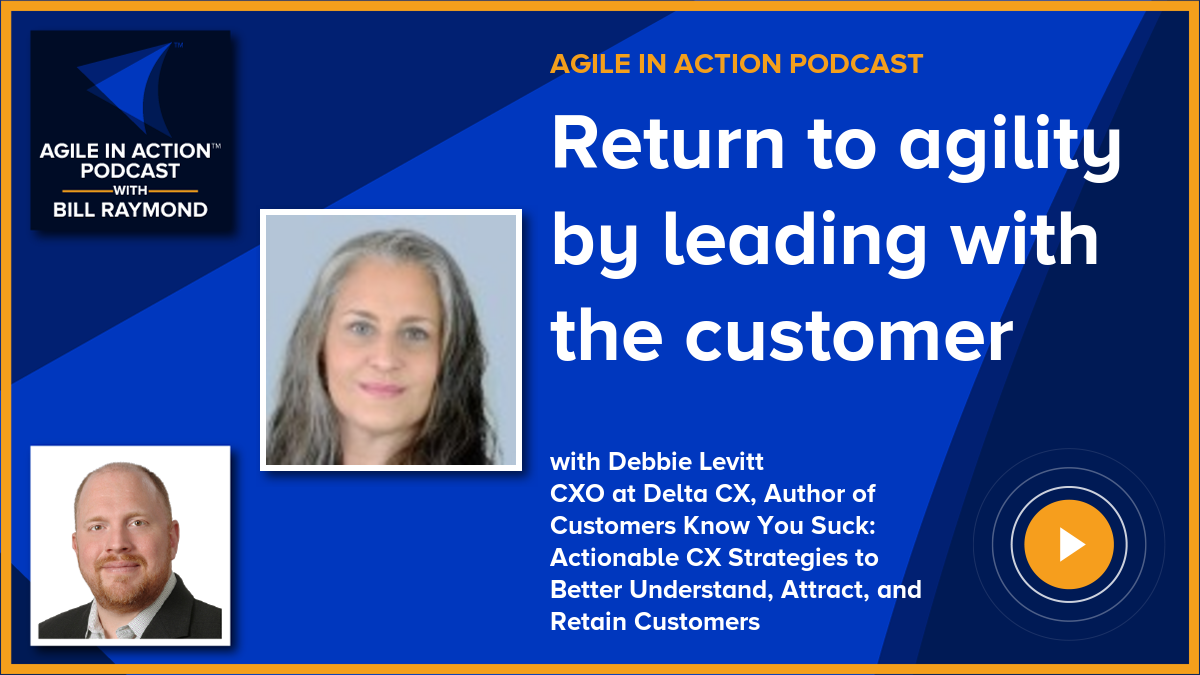 AGILE IN ACTION™
PODCAST
WITH
BILL RAYMOND
AGILE IN ACTION PODCAST
Return to agility
by leading with
the customer
with Debbie Levitt
CXO at Delta CX, Author of
Customers Know You Suck:
Actionable CX Strategies to
Better Understand, Attract, and
Retain Customers